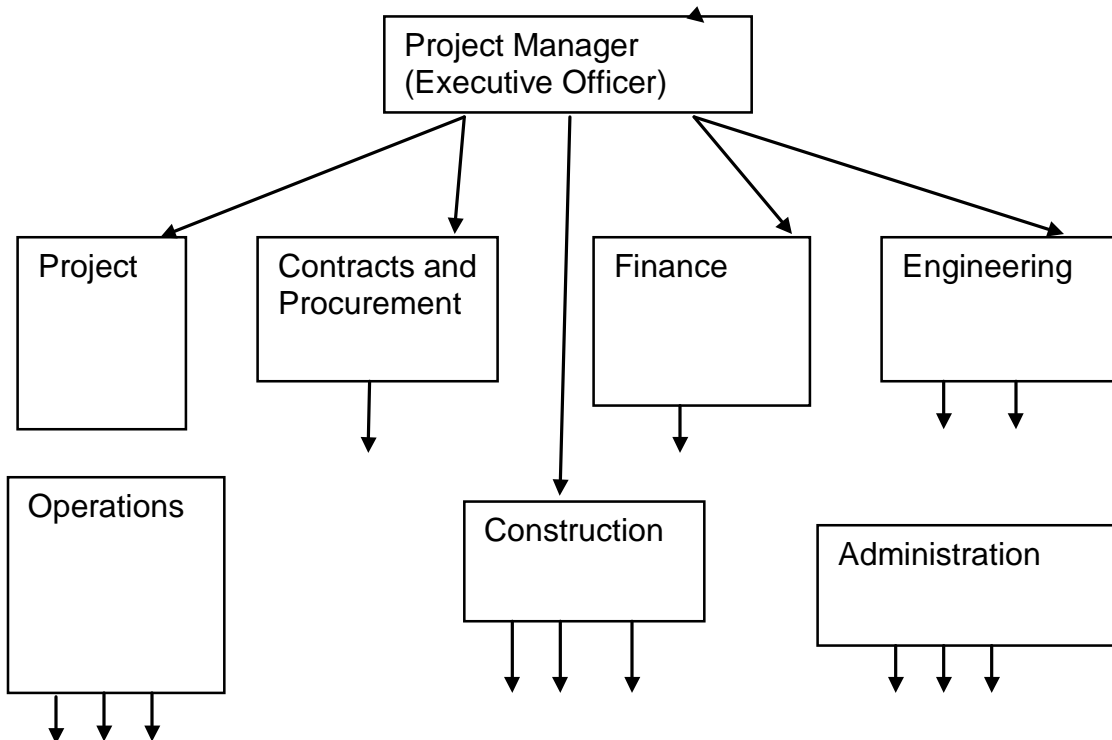 Project Manager
(Executive Officer)
Project
Contracts and
Procurement
Finance
Engineering
Operations
Construction
Administration